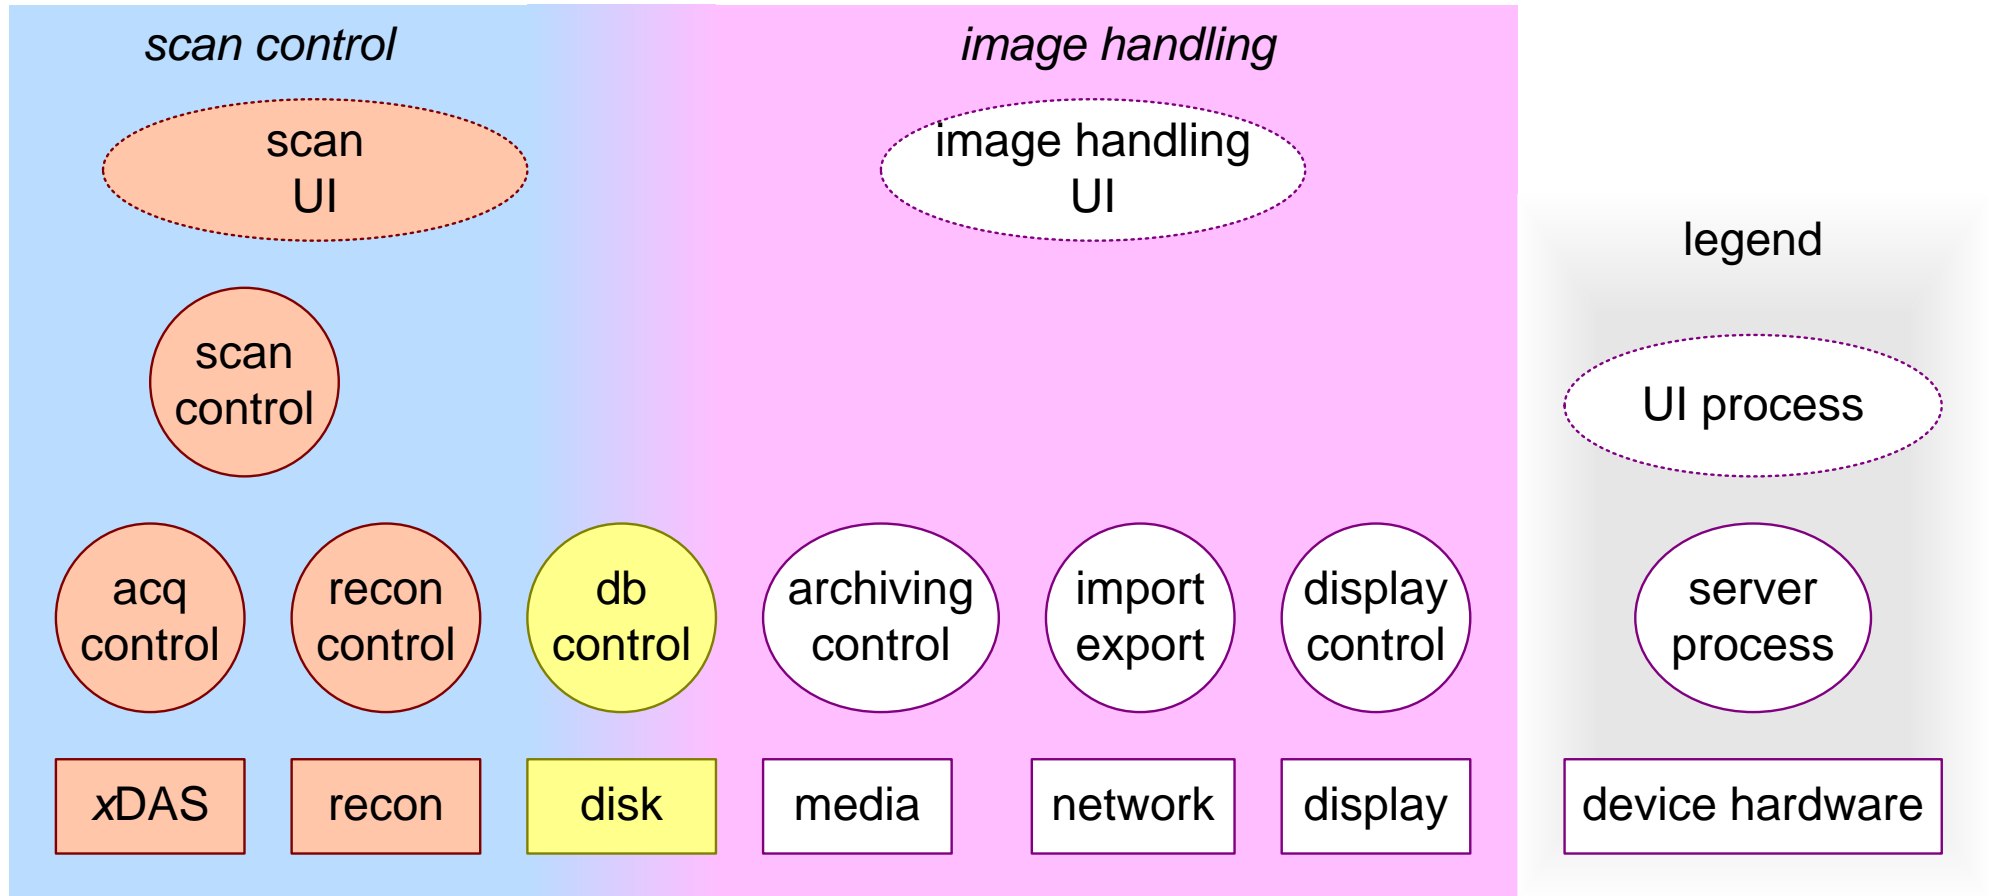 scan control
image handling
scan
UI
image handling
UI
legend
scan
control
UI process
acq
control
recon
control
db
control
archiving
control
import
export
display
control
server
process
xDAS
recon
disk
media
network
display
device hardware